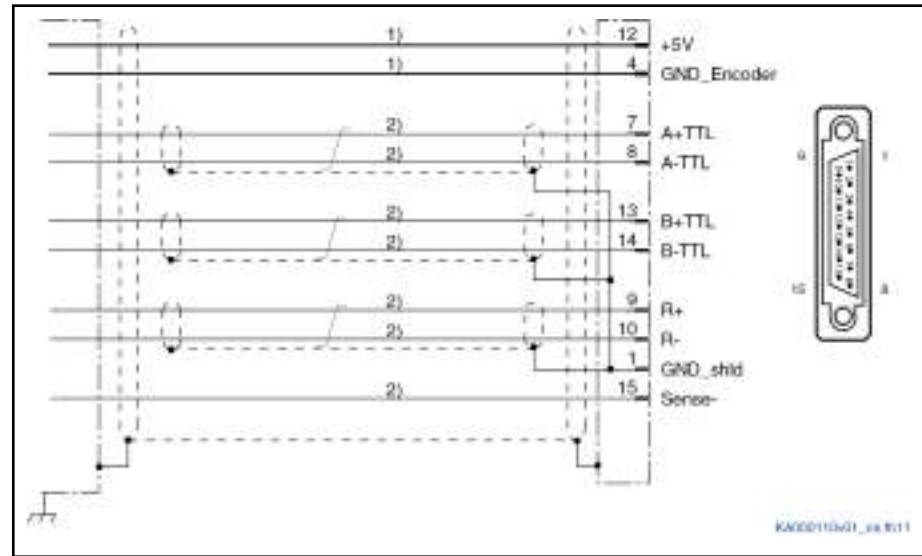 1) 12 +5V
1) 4 GND_Encoder
2) 7 A+TTL
2) 8 A-TTL
2) 13 B+TTL
2) 14 B-TTL
2) 9 R+
2) 10 R-
1 GND_shld
2) 15 Sense-
9 1
15 8